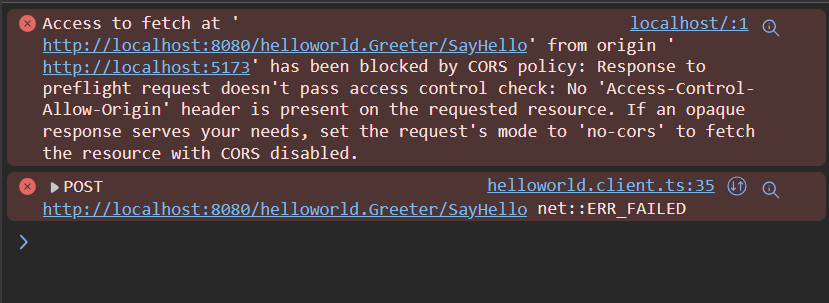 Access to fetch at ' localhost/:1
http://localhost:8080/helloworld.Greeter/SayHello' from origin '
http://localhost:5173' has been blocked by CORS policy: Response to
preflight request doesn't pass access control check: No 'Access-Control-
Allow-Origin' header is present on the requested resource. If an opaque
response serves your needs, set the request's mode to 'no-cors' to fetch
the resource with CORS disabled.
POST helloworld.client.ts:35
http://localhost:8080/helloworld.Greeter/SayHello net::ERR_FAILED